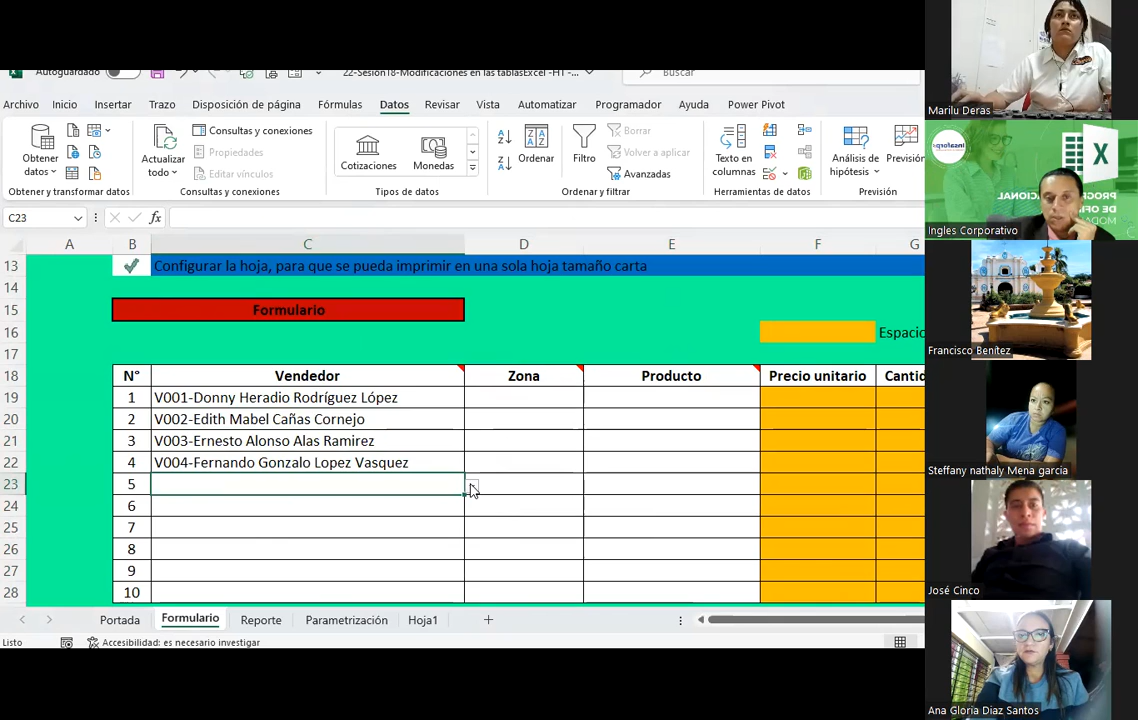 Autoguardado
22-Sesion18-Modificaciones en las tablasExcel -HT -...
Buscar
Archivo Inicio Insertar Trazo Disposición de página Fórmulas Datos Revisar Vista Automatizar Programador Ayuda Power Pivot
Obtener datos
Actualizar todo
Consultas y conexiones
Propiedades
Editar vínculos
Cotizaciones
Monedas
Ordenar
Filtro
Borrar
Volver a aplicar
Avanzadas
Texto en columnas
Análisis de hipótesis
Previsión
Obtener y transformar datos
Consultas y conexiones
Tipos de datos
Ordenar y filtrar
Herramientas de datos
Previsión
C23
fx
A B C D E F G
13 Configurar la hoja, para que se pueda imprimir en una sola hoja tamaño carta
14
15 Formulario
16 Espacio
17
18 N° Vendedor Zona Producto Precio unitario Cantid
19 1 V001-Donny Heradio Rodríguez López
20 2 V002-Edith Mabel Cañas Cornejo
21 3 V003-Ernesto Alonso Alas Ramirez
22 4 V004-Fernando Gonzalo Lopez Vasquez
23 5
24 6
25 7
26 8
27 9
28 10
Portada Formulario Reporte Parametrización Hoja1
Listo
Accesibilidad: es necesario investigar
Marilu Deras
Ingles Corporativo
Francisco Benítez
Steffany nathaly Mena garcia
José Cinco
Ana Gloria Diaz Santos